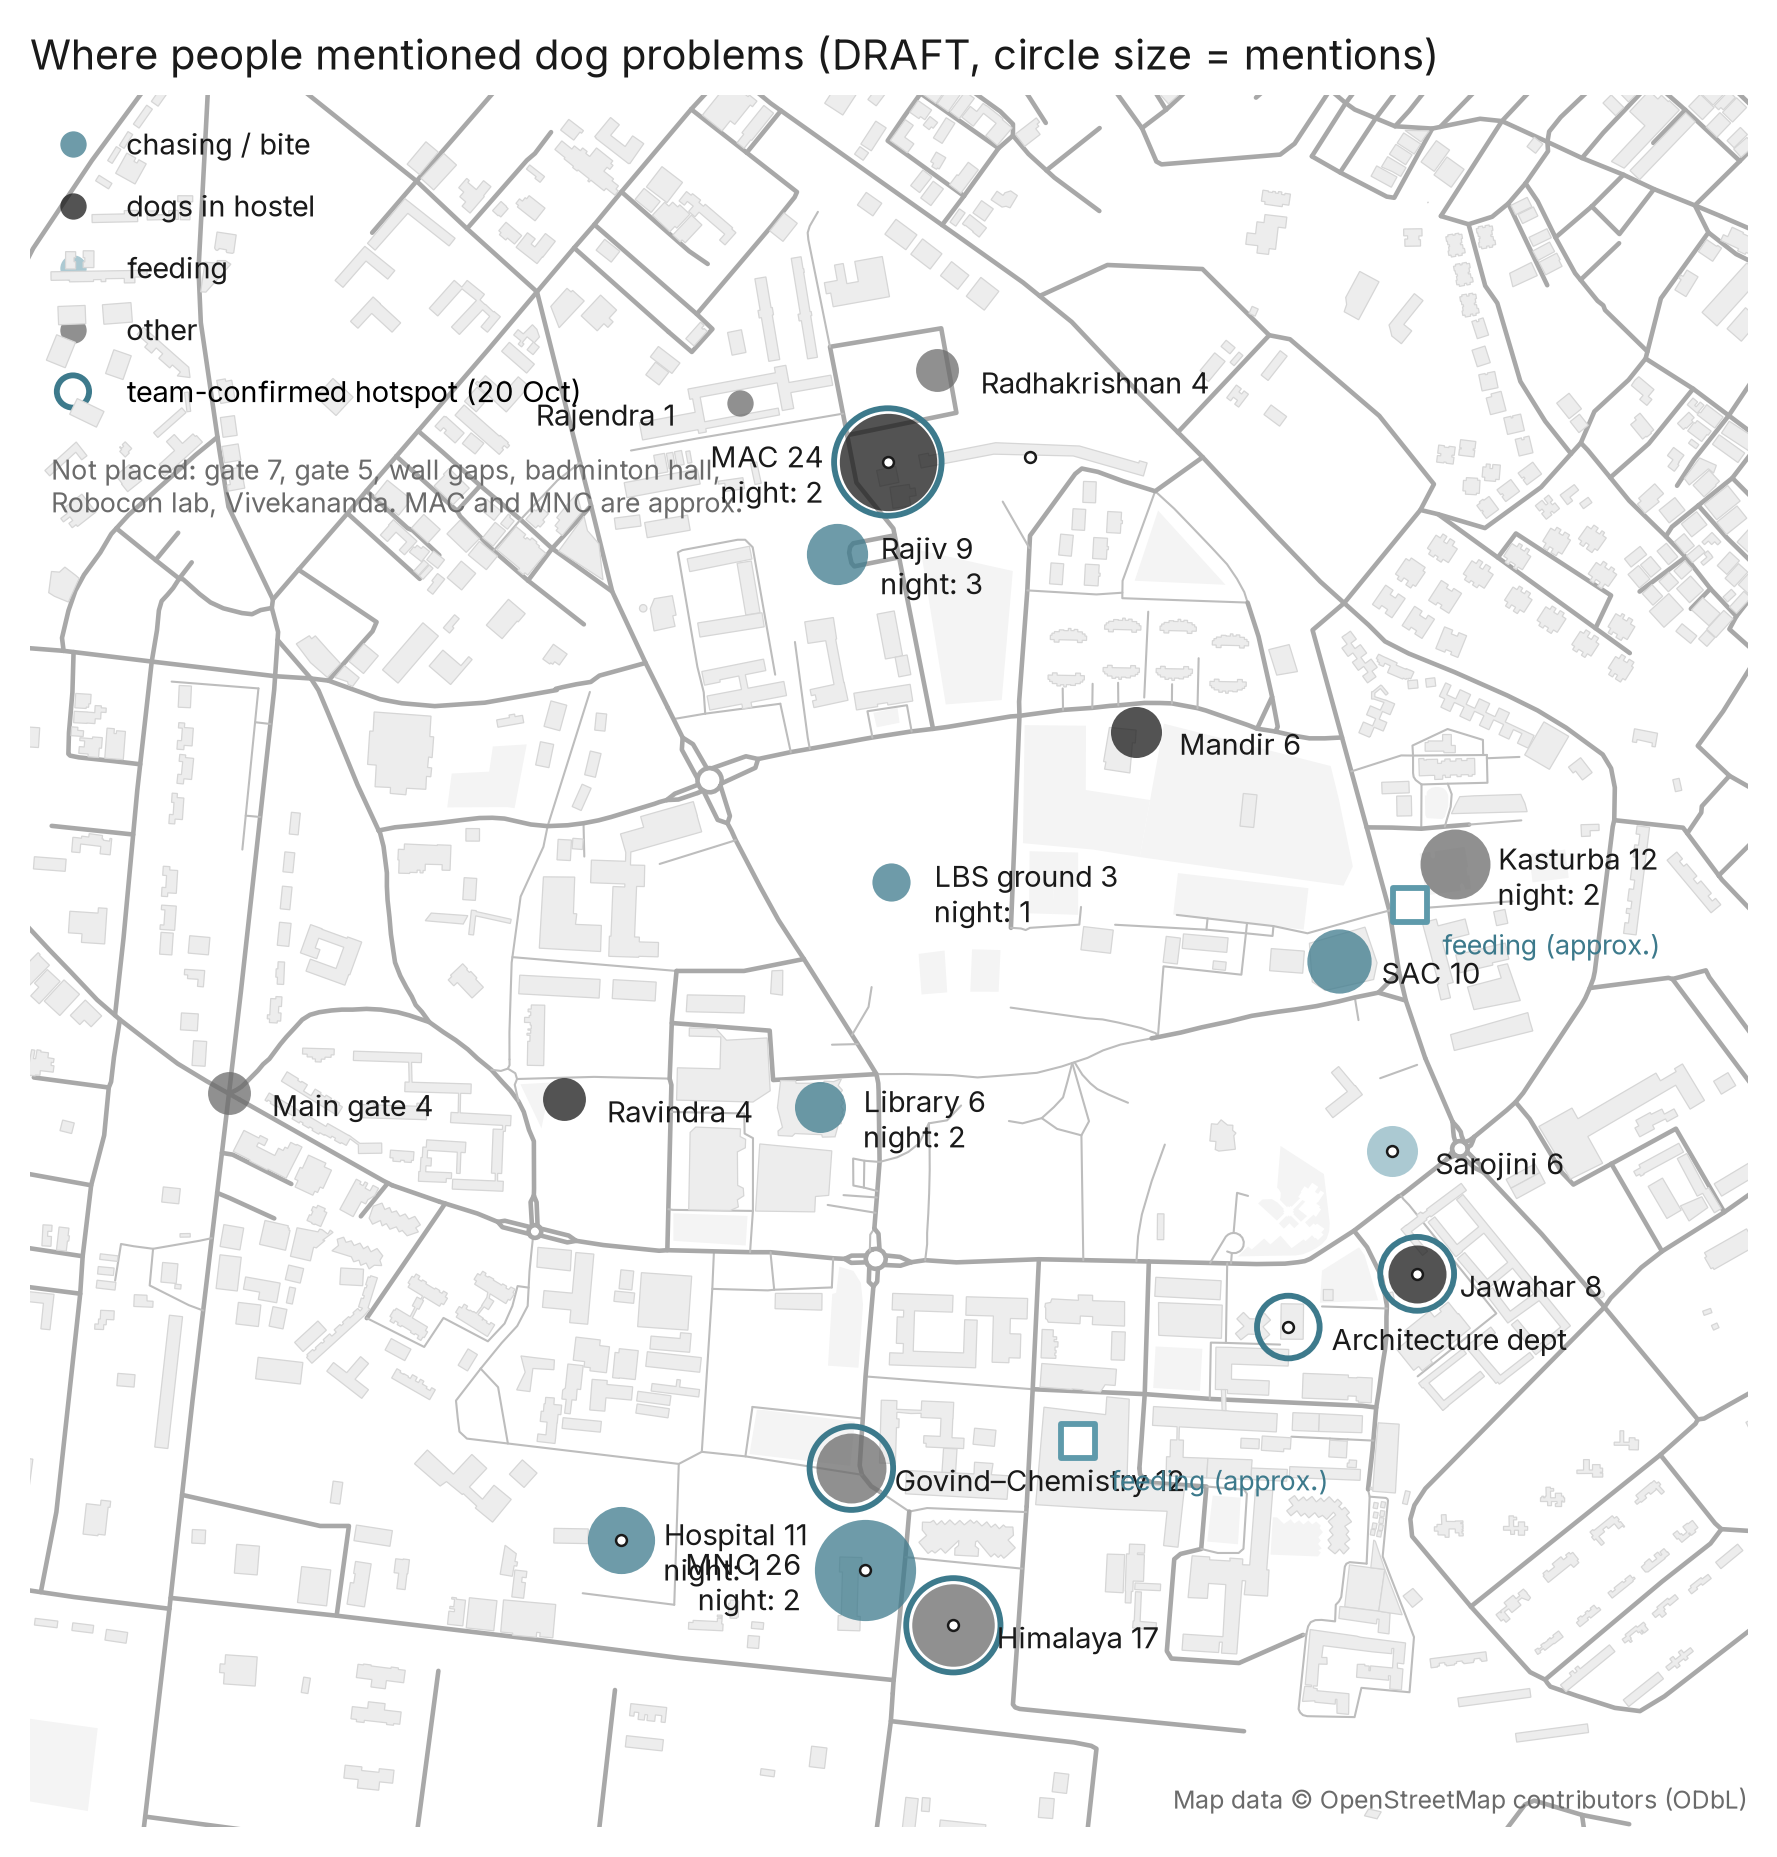 Where people mentioned dog problems (DRAFT, circle size = mentions)
chasing / bite
dogs in hostel
feeding
other
team-confirmed hotspot (20 Oct)
Not placed: gate 7, gate 5, wall gaps, badminton hall,
Robocon lab, Vivekananda. MAC and MNC are approx.
Rajendra 1
Radhakrishnan 4
MAC 24
night: 2
Rajiv 9
night: 3
Mandir 6
LBS ground 3
night: 1
Kasturba 12
night: 2
feeding (approx.)
SAC 10
Main gate 4
Ravindra 4
Library 6
night: 2
Sarojini 6
Jawahar 8
Architecture dept
Govind–Chemistry 12
feeding (approx.)
Hospital 11
night: 1
MNC 26
night: 2
Himalaya 17
Map data © OpenStreetMap contributors (ODbL)